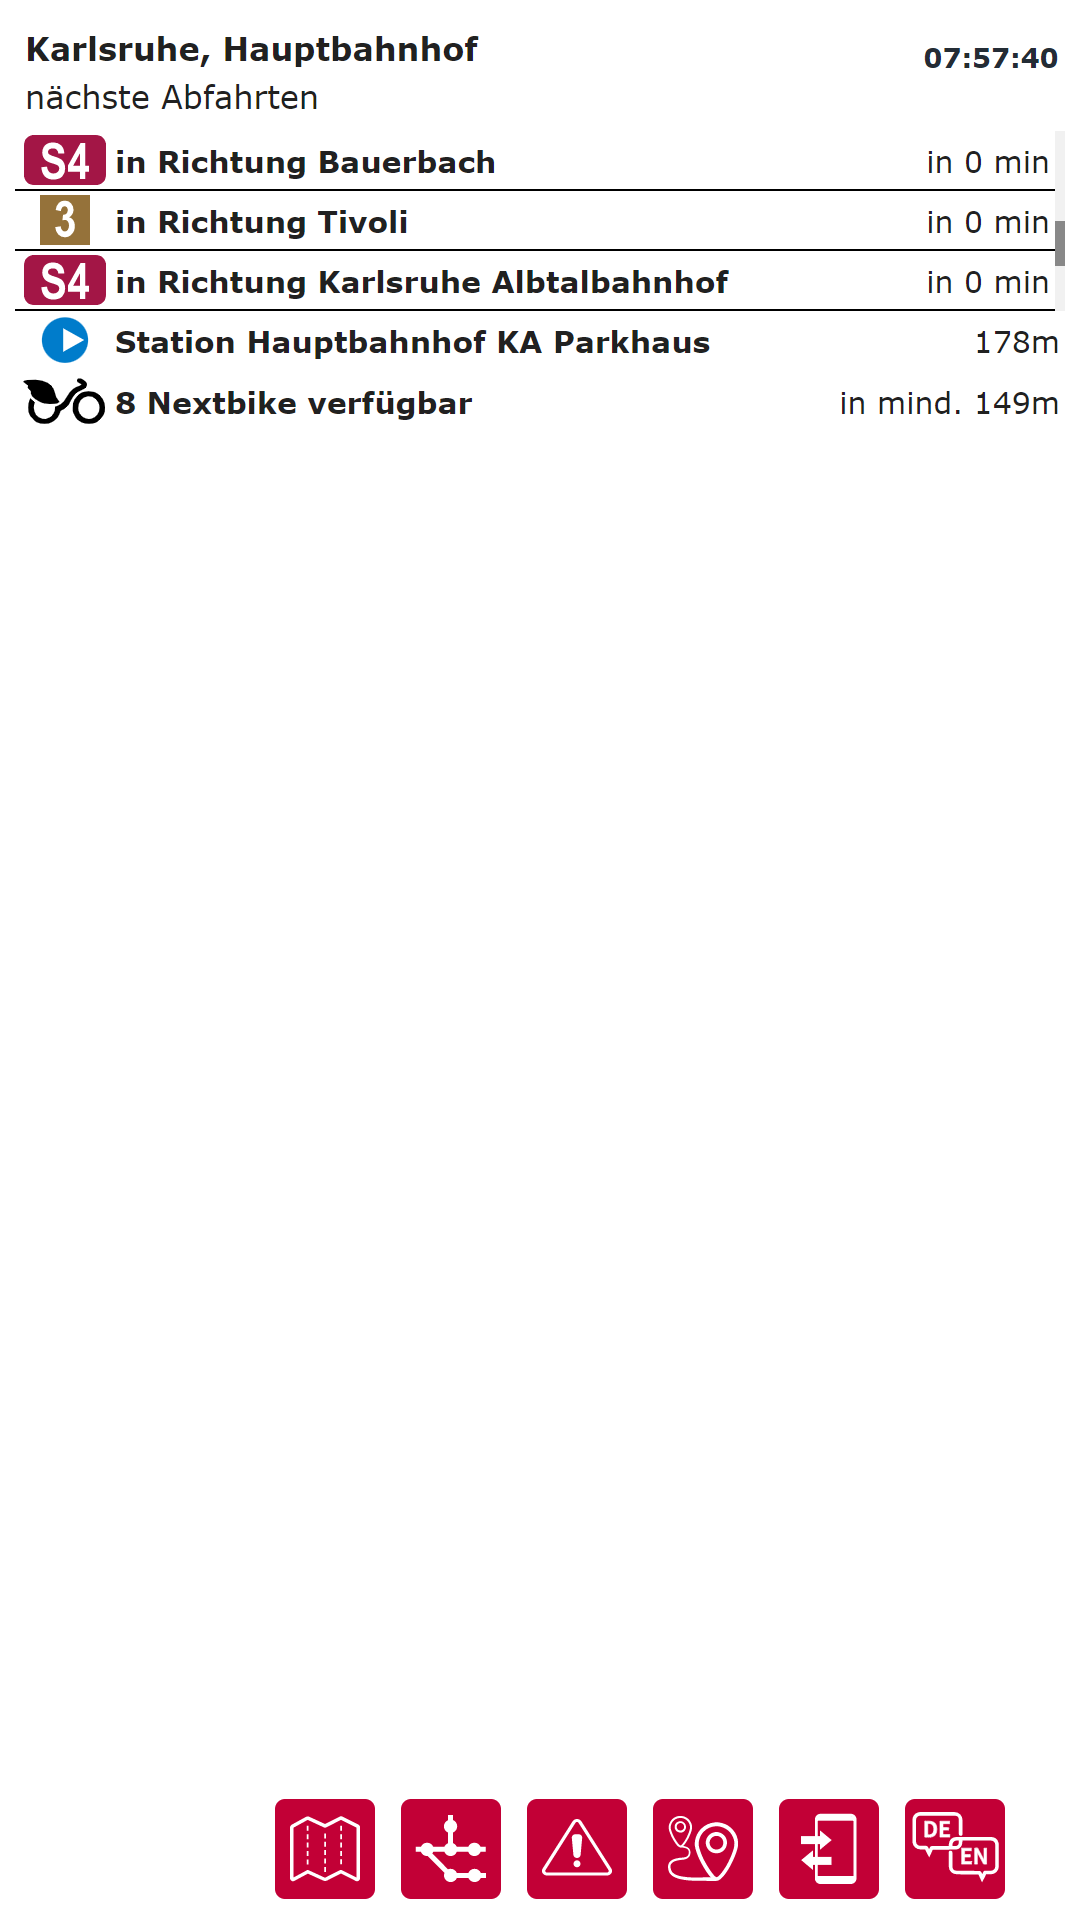 Karlsruhe, Hauptbahnhof
07:57:40
nächste Abfahrten
S4 in Richtung Bauerbach in 0 min
3 in Richtung Tivoli in 0 min
S4 in Richtung Karlsruhe Albtalbahnhof in 0 min
Station Hauptbahnhof KA Parkhaus 178m
8 Nextbike verfügbar in mind. 149m
DE
EN